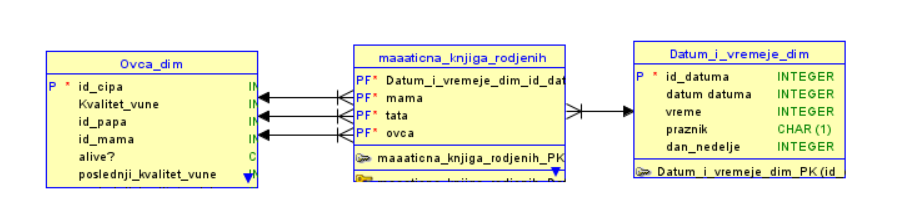 Ovca_dim
P * id_cipa
Kvalitet_vune
id_papa
id_mama
alive?
poslednji_kvalitet_vune
maaaticna_knjiga_rodjenih
PF* Datum_i_vremeje_dim_id_dat
PF* mama
PF* tata
PF* ovca
maaaticna_knjiga_rodjenih_PK
Datum_i_vremeje_dim
P * id_datuma INTEGER
datum datuma INTEGER
vreme INTEGER
praznik CHAR (1)
dan_nedelje INTEGER
Datum_i_vremeje_dim_PK (id